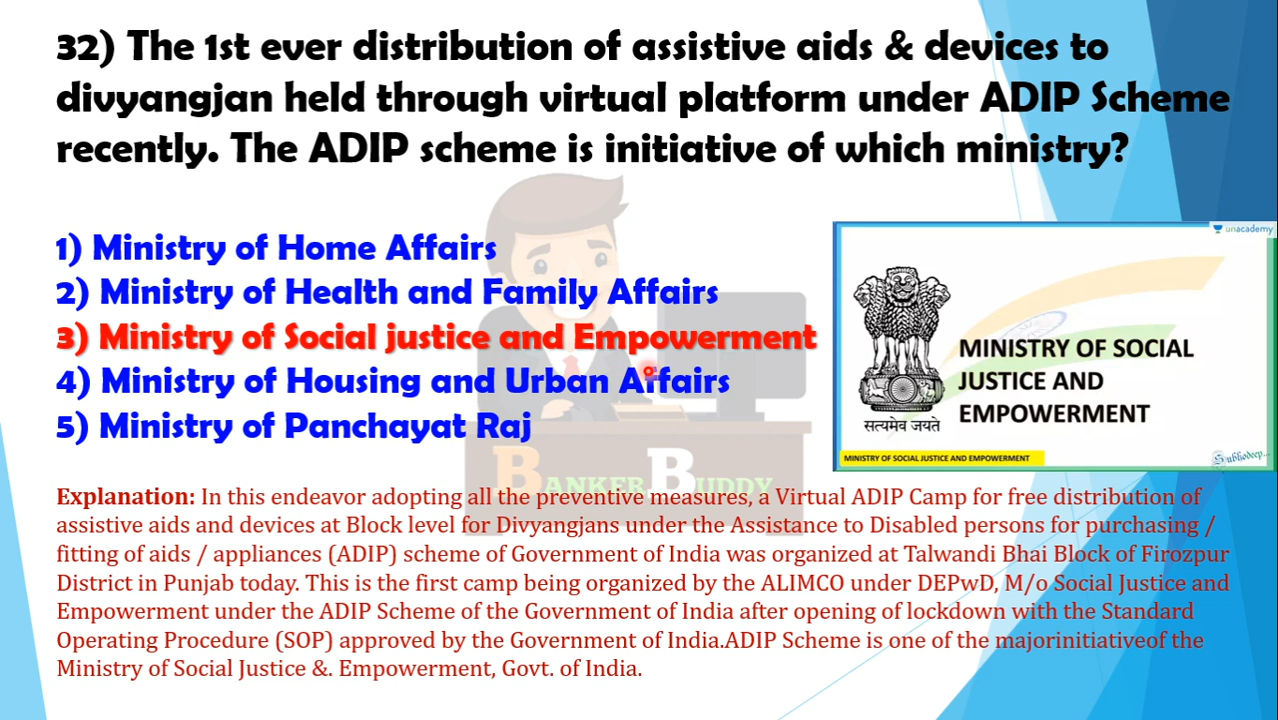 32) The 1st ever distribution of assistive aids & devices to
divyangjan held through virtual platform under ADIP Scheme
recently. The ADIP scheme is initiative of which ministry?
1) Ministry of Home Affairs
2) Ministry of Health and Family Affairs
3) Ministry of Social justice and Empowerment
4) Ministry of Housing and Urban Affairs
5) Ministry of Panchayat Raj
unacademy
MINISTRY OF SOCIAL
JUSTICE AND
EMPOWERMENT
सत्यमेव जयते
MINISTRY OF SOCIAL JUSTICE AND EMPOWERMENT
Subhodeep...
BANKER BUDDY
Explanation: In this endeavor adopting all the preventive measures, a Virtual ADIP Camp for free distribution of
assistive aids and devices at Block level for Divyangjans under the Assistance to Disabled persons for purchasing /
fitting of aids / appliances (ADIP) scheme of Government of India was organized at Talwandi Bhai Block of Firozpur
District in Punjab today. This is the first camp being organized by the ALIMCO under DEPwD, M/o Social Justice and
Empowerment under the ADIP Scheme of the Government of India after opening of lockdown with the Standard
Operating Procedure (SOP) approved by the Government of India.ADIP Scheme is one of the majorinitiativeof the
Ministry of Social Justice &. Empowerment, Govt. of India.